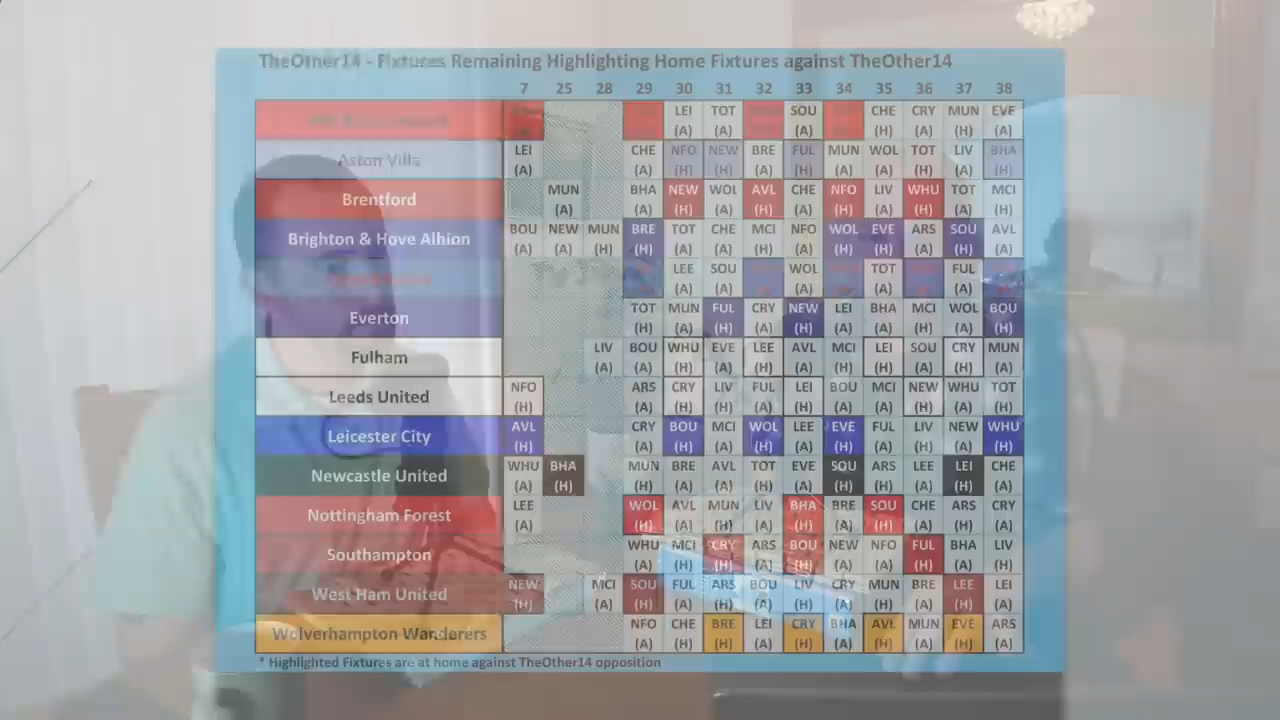 TheOther14 - Fixtures Remaining Highlighting Home Fixtures against TheOther14
7 25 28 29 30 31 32 33 34 35 36 37 38
LEI TOT SOU CHE CRY MUN EVE
(A) (A) (A) (H) (A) (H) (A)
Aston Villa LEI CHE NFO NEW BRE FUL MUN WOL TOT LIV BHA
(A) (A) (H) (H) (A) (H) (A) (A) (H) (A) (H)
Brentford MUN BHA NEW WOL AVL CHE NFO LIV WHU TOT MCI
(A) (A) (H) (A) (H) (A) (H) (A) (H) (A) (H)
Brighton & Hove Albion BOU NEW MUN BRE TOT CHE MCI NFO WOL EVE ARS SOU AVL
(A) (A) (H) (H) (A) (A) (H) (A) (H) (H) (A) (H) (A)
LEE SOU WOL TOT FUL
(A) (A) (A) (A) (A)
Everton TOT MUN FUL CRY NEW LEI BHA MCI WOL BOU
(H) (A) (H) (A) (H) (A) (A) (H) (A) (H)
Fulham LIV BOU WHU EVE LEE AVL MCI LEI SOU CRY MUN
(A) (A) (H) (A) (H) (A) (H) (H) (A) (H) (A)
Leeds United NFO ARS CRY LIV FUL LEI BOU MCI NEW WHU TOT
(H) (A) (H) (H) (A) (H) (A) (A) (H) (A) (H)
Leicester City AVL CRY BOU MCI WOL LEE EVE FUL LIV NEW WHU
(H) (A) (H) (A) (H) (A) (H) (A) (H) (A) (H)
Newcastle United WHU BHA MUN BRE AVL TOT EVE SOU ARS LEE LEI CHE
(A) (H) (H) (A) (A) (H) (A) (H) (H) (A) (H) (A)
Nottingham Forest LEE WOL AVL MUN LIV BHA BRE SOU CHE ARS CRY
(A) (H) (A) (H) (A) (H) (A) (H) (A) (H) (A)
Southampton WHU MCI CRY ARS BOU NEW NFO FUL BHA LIV
(A) (H) (H) (A) (H) (A) (A) (H) (A) (H)
West Ham United NEW MCI SOU FUL ARS BOU LIV CRY MUN BRE LEE LEI
(H) (A) (H) (A) (H) (A) (H) (A) (H) (A) (H) (A)
Wolverhampton Wanderers NFO CHE BRE LEI CRY BHA AVL MUN EVE ARS
(A) (H) (H) (A) (H) (A) (H) (A) (H) (A)
* Highlighted Fixtures are at home against TheOther14 opposition